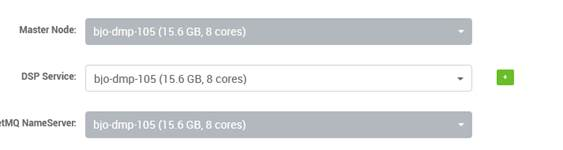 Master Node: bjo-dmp-105 (15.6 GB, 8 cores)
DSP Service: bjo-dmp-105 (15.6 GB, 8 cores) +
etMQ NameServer: bjo-dmp-105 (15.6 GB, 8 cores)